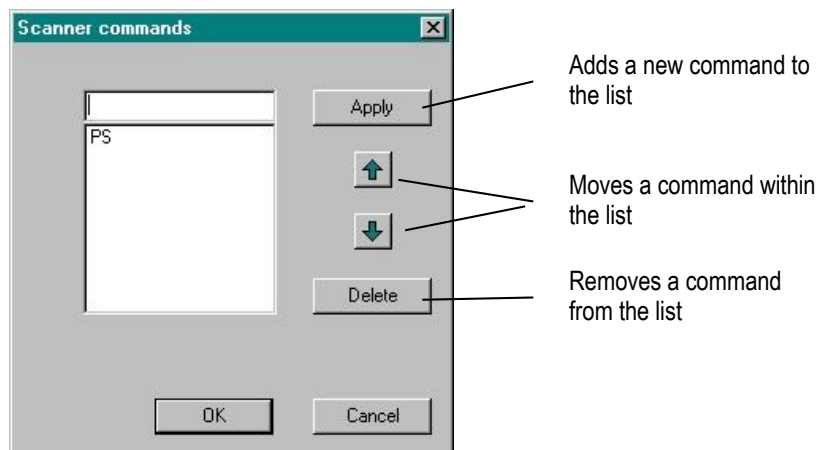 Scanner commands
Adds a new command to
the list
Apply
PS
Moves a command within
the list
Removes a command
from the list
Delete
OK
Cancel